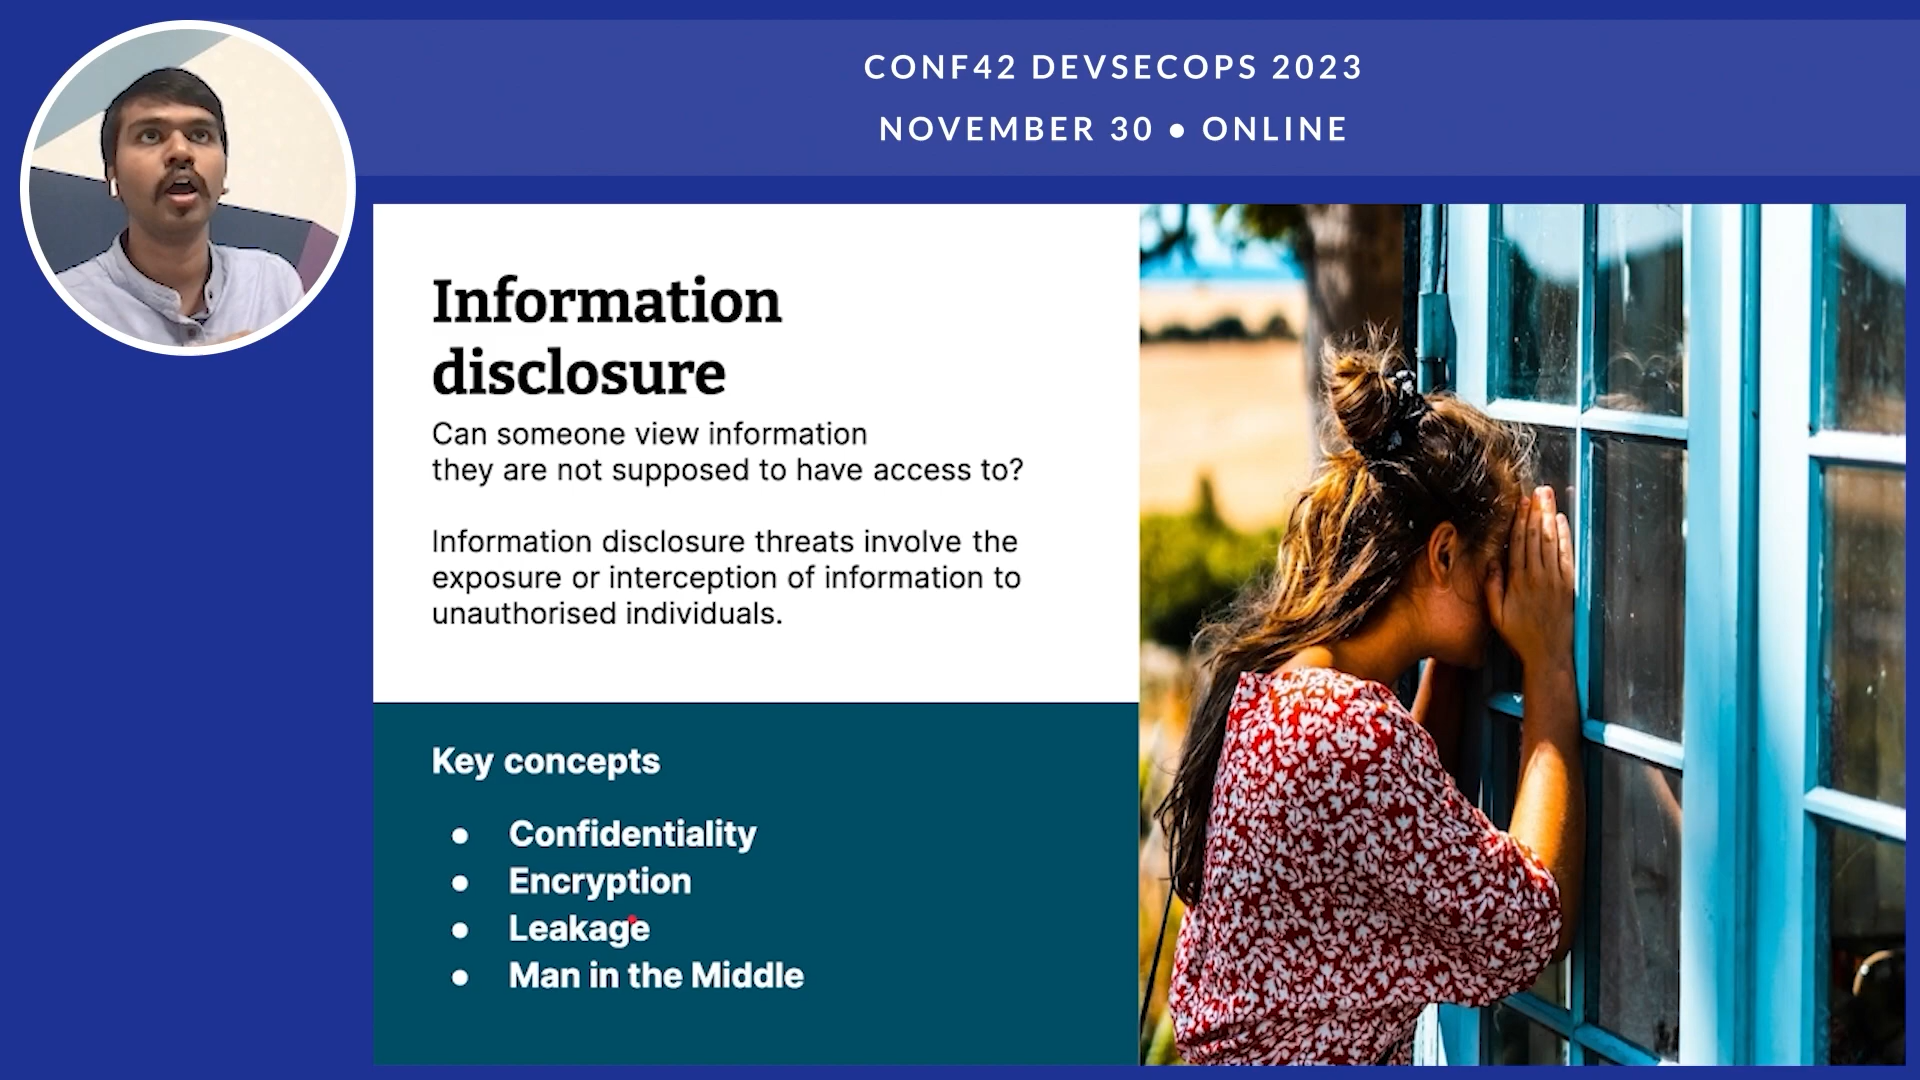 CONF42 DEVSECOPS 2023
NOVEMBER 30 ● ONLINE
Information
disclosure
Can someone view information
they are not supposed to have access to?
Information disclosure threats involve the
exposure or interception of information to
unauthorised individuals.
Key concepts
● Confidentiality
● Encryption
● Leakage
● Man in the Middle